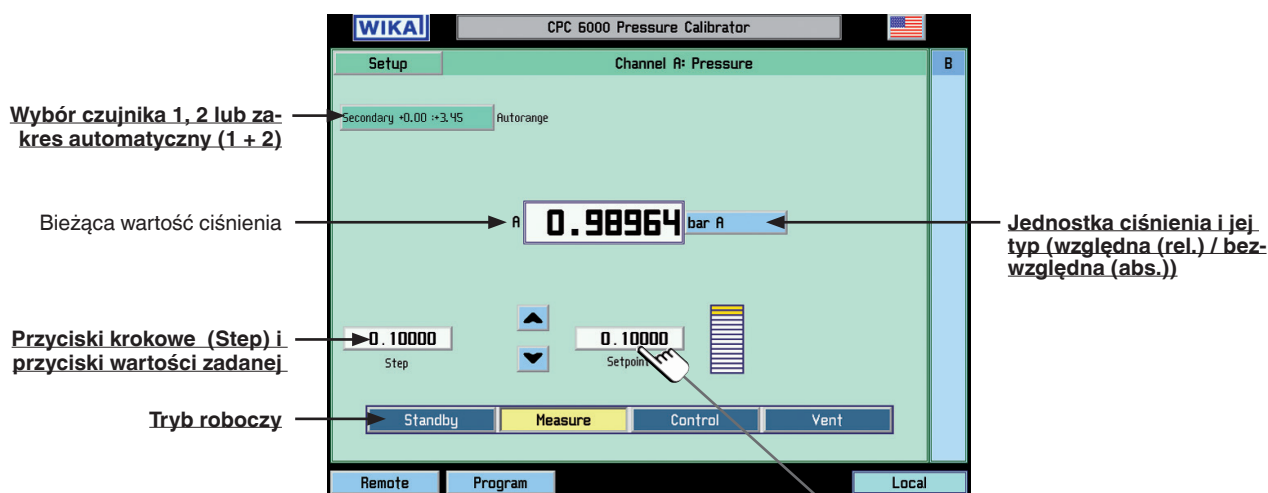 WIKA
CPC 6000 Pressure Calibrator
Setup
Channel A: Pressure
B
Wybór czujnika 1, 2 lub za-
kres automatyczny (1 + 2)
Secondary +0.00 :+3.45
Autorange
Bieżąca wartość ciśnienia
A
0.98964
bar A
Jednostka ciśnienia i jej
typ (względna (rel.) / bez-
względna (abs.))
Przyciski krokowe (Step) i
przyciski wartości zadanej
0.10000
Step
0.10000
Setpoint
Tryb roboczy
Standby
Measure
Control
Vent
Remote
Program
Local